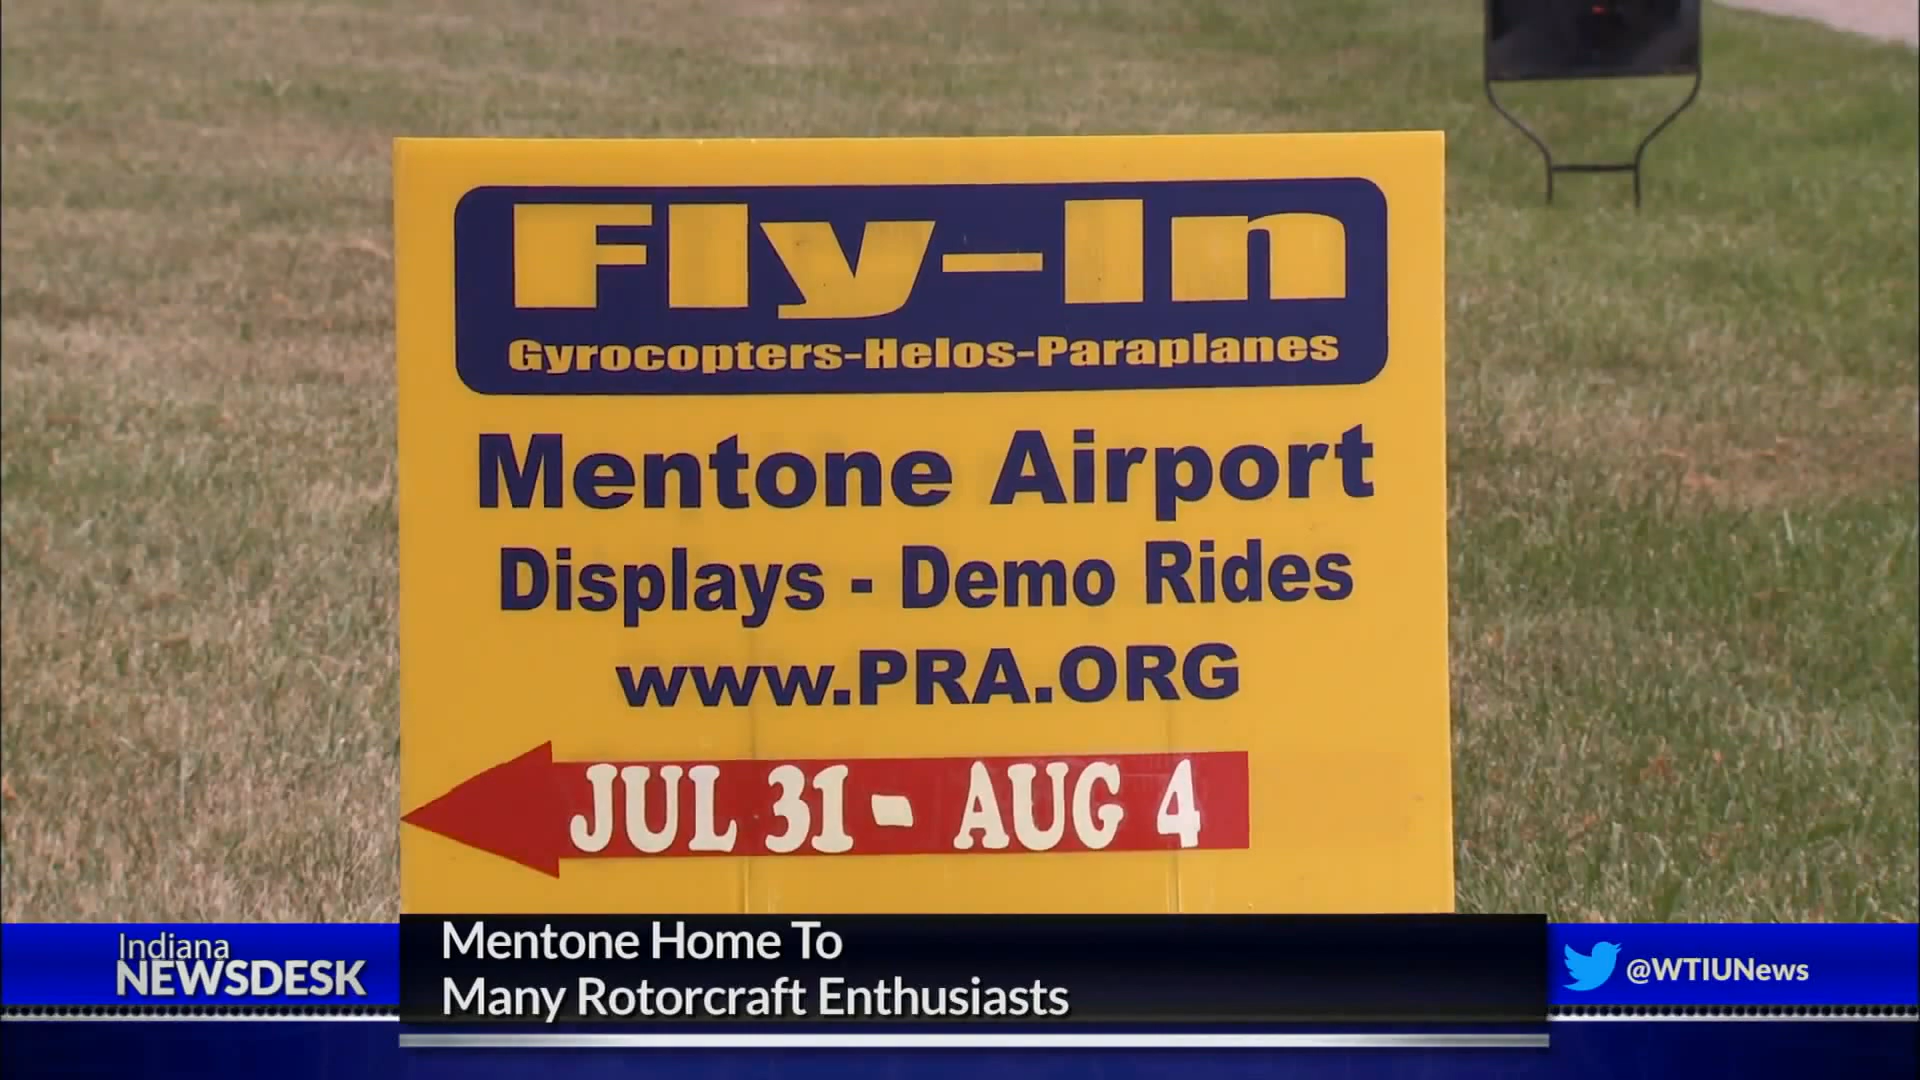 Fly-In
Gyrocopters-Helos-Paraplanes
Mentone Airport
Displays - Demo Rides
www.PRA.ORG
JUL 31 - AUG 4
Indiana
NEWSDESK
Mentone Home To
Many Rotorcraft Enthusiasts
@WTIUNews